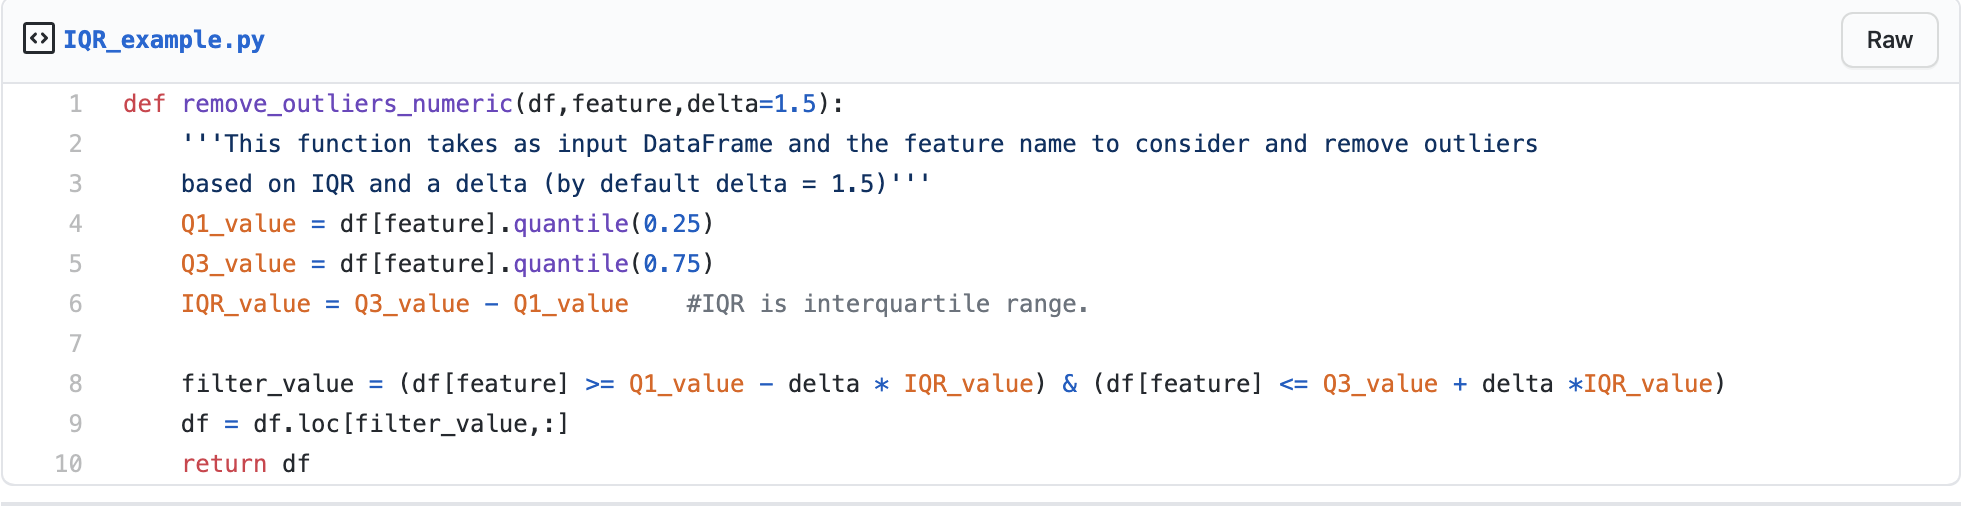 IQR_example.py
Raw
1 def remove_outliers_numeric(df,feature,delta=1.5):
2     '''This function takes as input DataFrame and the feature name to consider and remove outliers
3     based on IQR and a delta (by default delta = 1.5)'''
4     Q1_value = df[feature].quantile(0.25)
5     Q3_value = df[feature].quantile(0.75)
6     IQR_value = Q3_value - Q1_value    #IQR is interquartile range.
7
8     filter_value = (df[feature] >= Q1_value - delta * IQR_value) & (df[feature] <= Q3_value + delta *IQR_value)
9     df = df.loc[filter_value,:]
10     return df